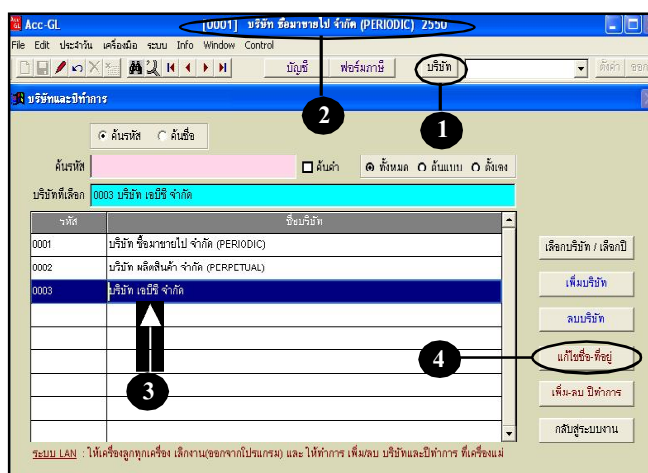 Acc-GL [0001] บริษัท ซื้อมาขายไป จำกัด (PERIODIC) 2550
File Edit ประจำวัน เครื่องมือ ระบบ Info Window Control
บัญชี ฟอร์มภาษี บริษัท ตั้งค่า ออก
บริษัทและปีทำการ
2
1
ค้นรหัส ค้นชื่อ
ค้นรหัส ค้นคำ ทั้งหมด ต้นแบบ ตั้งเอง
บริษัทที่เลือก 0003 บริษัท เอบีซี จำกัด
รหัส ชื่อบริษัท
0001 บริษัท ซื้อมาขายไป จำกัด (PERIODIC)
0002 บริษัท ผลิตสินค้า จำกัด (PERPETUAL)
0003 บริษัท เอบีซี จำกัด
เลือกบริษัท / เลือกปี
เพิ่มบริษัท
ลบบริษัท
4 แก้ไขชื่อ-ที่อยู่
3
เพิ่ม-ลบ ปีทำการ
กลับสู่ระบบงาน
ระบบ LAN : ให้เครื่องลูกทุกเครื่อง เลิกงาน(ออกจากโปรแกรม) และ ให้ทำการ เพิ่ม/ลบ บริษัทและปีทำการ ที่เครื่องแม่